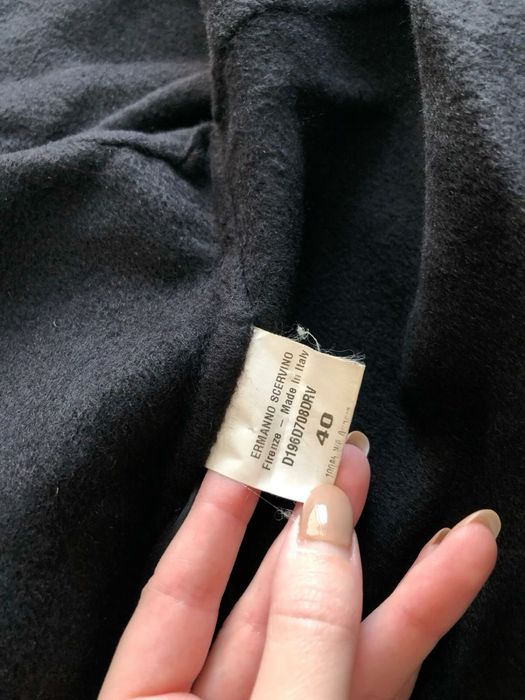 ERMANNO SCERVINO
Firenze - Made in Italy
D196D708DRV
40